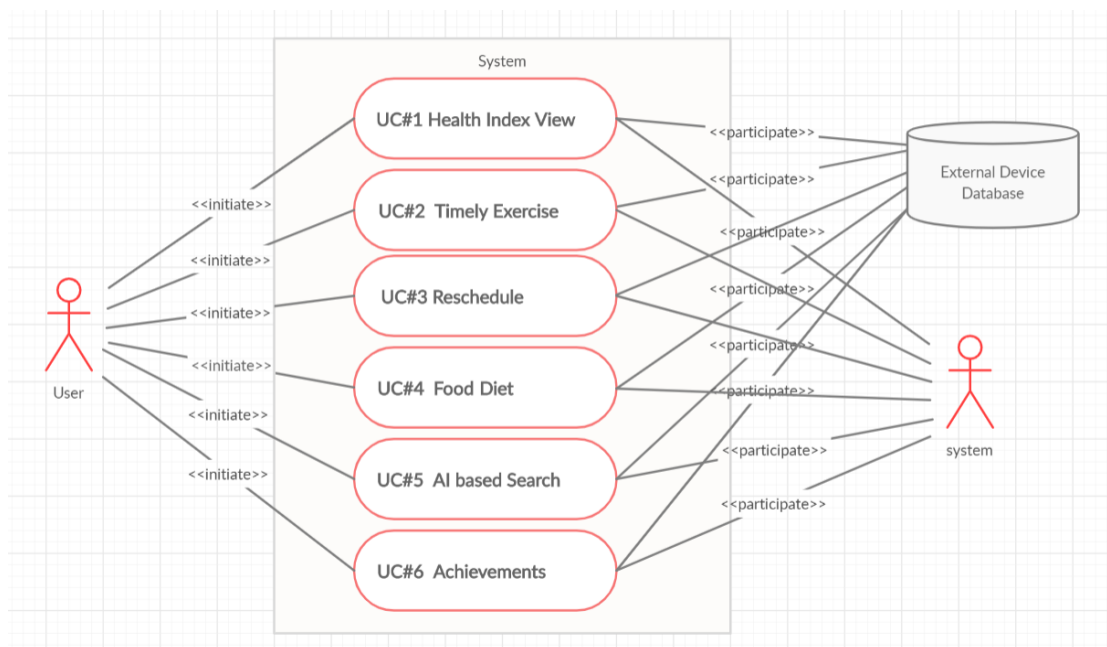 System
UC#1 Health Index View
<<participate>>
External Device
Database
<<participate>>
<<initiate>>
UC#2  Timely Exercise
<<participate>>
<<initiate>>
<<participate>>
UC#3 Reschedule
<<initiate>>
<<participate>>
<<initiate>>
UC#4  Food Diet
<<participate>>
User
<<initiate>>
<<participate>>
system
<<initiate>>
UC#5  AI based Search
<<participate>>
UC#6  Achievements